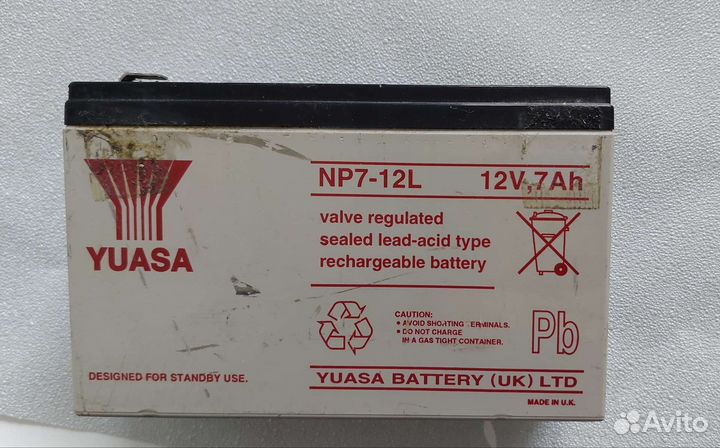 NP7-12L 12V,7Ah
YUASA
valve regulated
sealed lead-acid type
rechargeable battery
CAUTION:
• AVOID SHORTING TERMINALS.
• DO NOT CHARGE
IN A GAS TIGHT CONTAINER.
Pb
DESIGNED FOR STANDBY USE.
YUASA BATTERY (UK) LTD
MADE IN U.K.
Avito